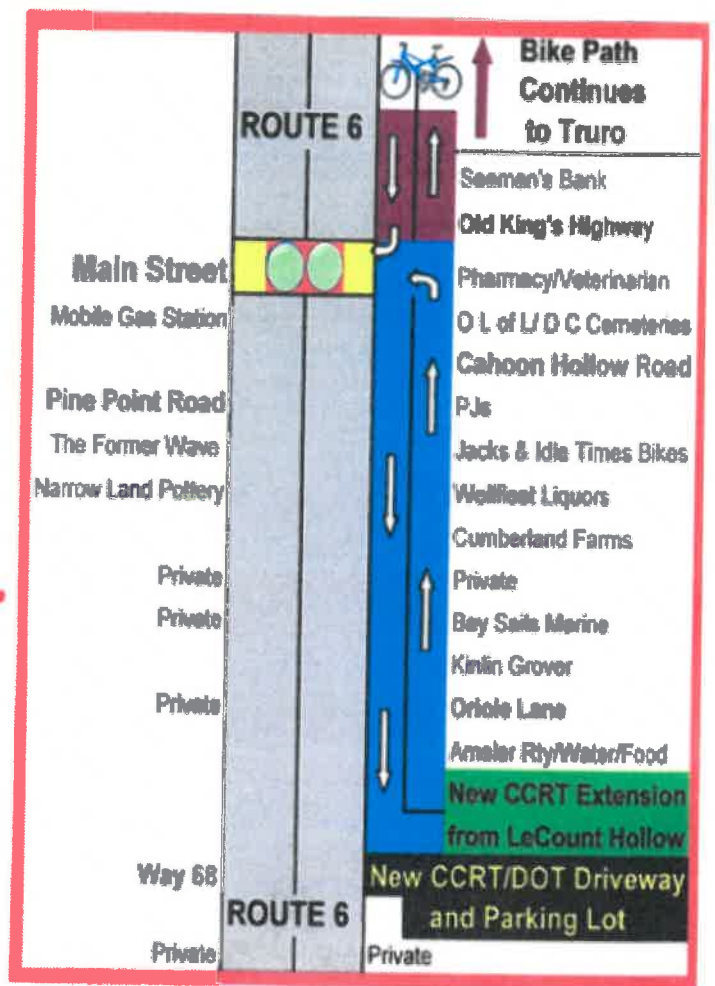 Bike Path
Continues
to Truro
ROUTE 6
Seamen's Bank
Old King's Highway
Main Street
Pharmacy/Veterinarian
Mobile Gas Station
O L of L/ D C Cemeteries
Cahoon Hollow Road
Pine Point Road
PJs
The Former Wave
Jacks & Idle Times Bikes
Narrow Land Pottery
Wellfleet Liquors
Cumberland Farms
Private
Private
Private
Bay Sails Marine
Kinlin Grover
Private
Oriole Lane
Rty/Water/Food
New CCRT Extension
from LeCount Hollow
Way 68
New CCRT/DOT Driveway
and Parking Lot
ROUTE 6
Private
Private